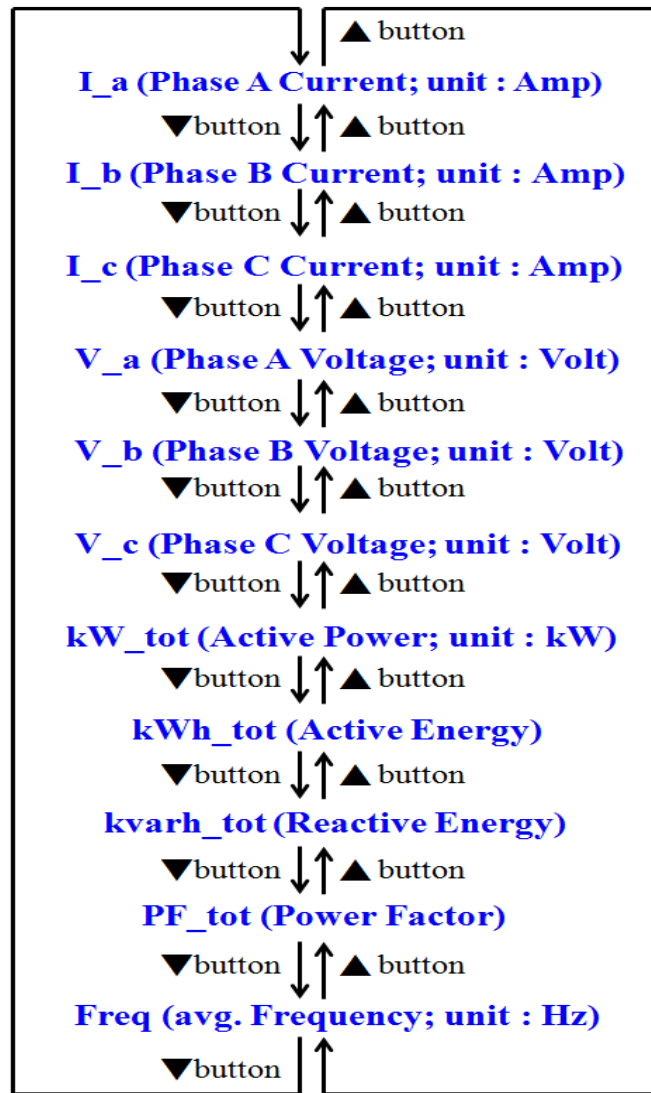 ▲ button
I_a (Phase A Current; unit : Amp)
▼button ▲ button
I_b (Phase B Current; unit : Amp)
▼button ▲ button
I_c (Phase C Current; unit : Amp)
▼button ▲ button
V_a (Phase A Voltage; unit : Volt)
▼button ▲ button
V_b (Phase B Voltage; unit : Volt)
▼button ▲ button
V_c (Phase C Voltage; unit : Volt)
▼button ▲ button
kW_tot (Active Power; unit : kW)
▼button ▲ button
kWh_tot (Active Energy)
▼button ▲ button
kvarh_tot (Reactive Energy)
▼button ▲ button
PF_tot (Power Factor)
▼button ▲ button
Freq (avg. Frequency; unit : Hz)
▼button